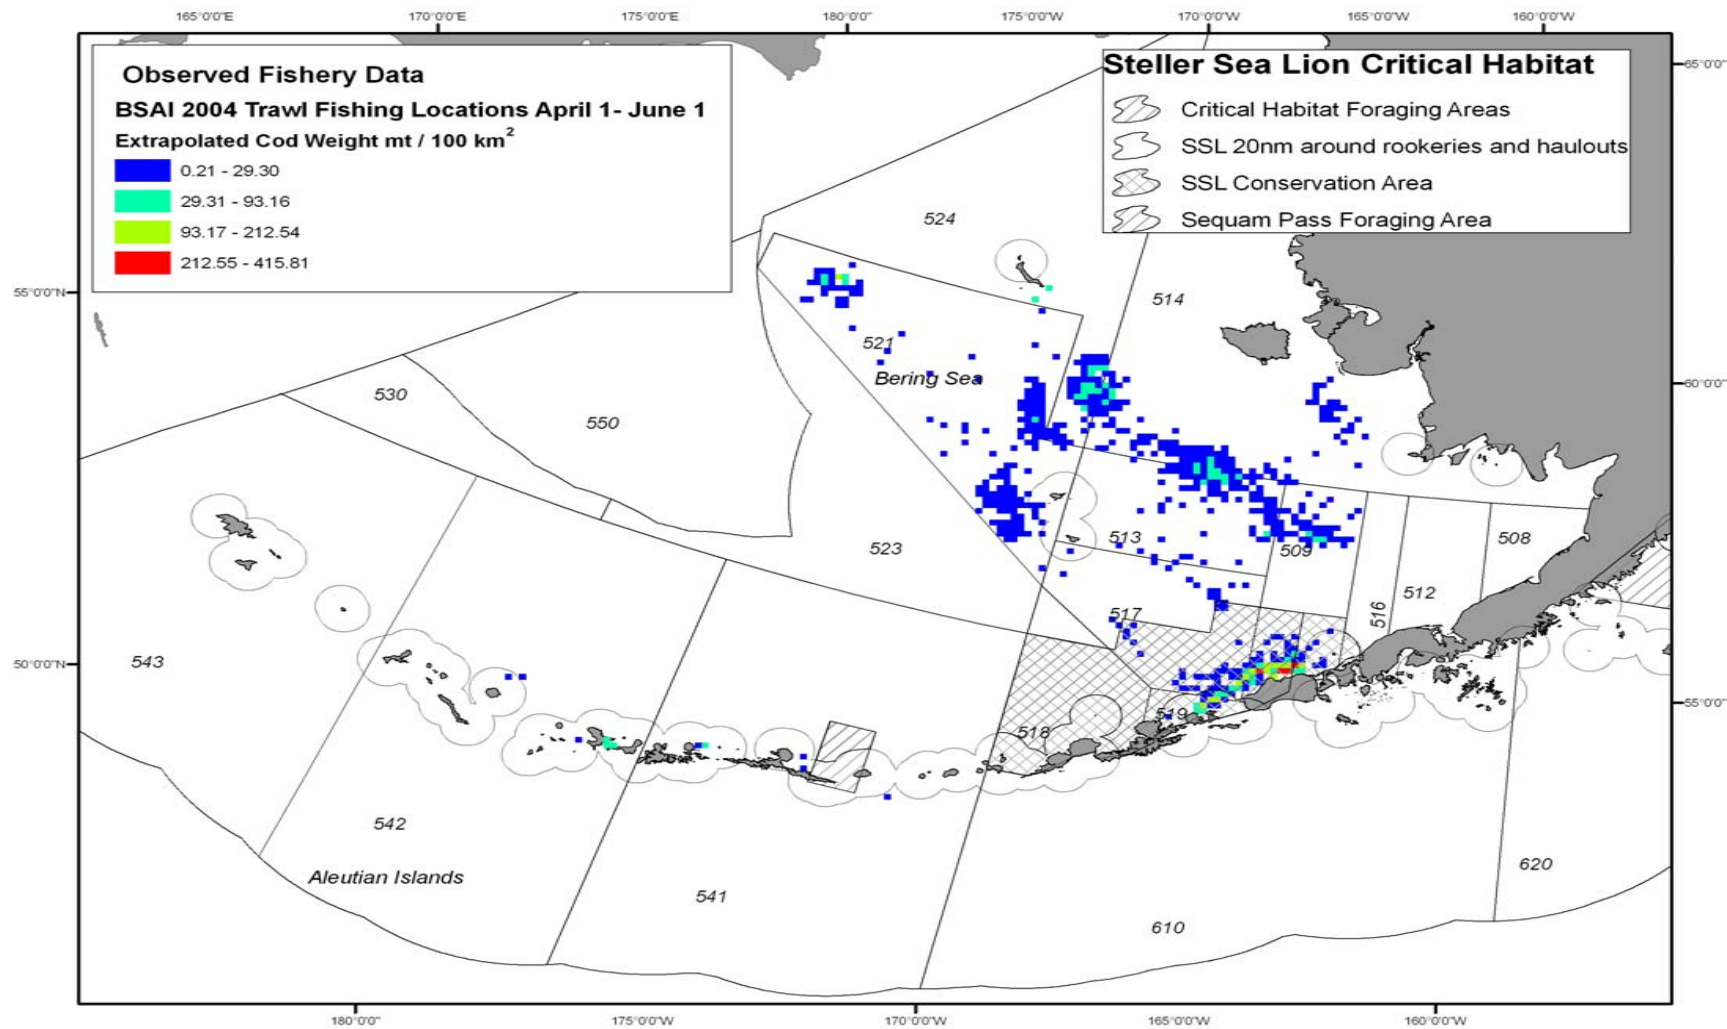 165°0'0"E 170°0'0"E 175°0'0"W 180°0'0" 175°0'0"W 170°0'0"W 165°0'0"W 160°0'0"W
Observed Fishery Data
BSAI 2004 Trawl Fishing Locations April 1- June 1
Extrapolated Cod Weight mt / 100 km2
0.21 - 29.30
29.31 - 93.16
93.17 - 212.54
212.55 - 415.81
Steller Sea Lion Critical Habitat
Critical Habitat Foraging Areas
SSL 20nm around rookeries and haulouts
SSL Conservation Area
Sequam Pass Foraging Area
65°0'0"N
524
55°0'0"N
514
521
Bering Sea
60°0'0"N
530
550
513
509
508
523
512
516
517
543
50°0'0"N
519
55°0'0"N
518
542
Aleutian Islands
541
620
610
180°0'0" 175°0'0"W 170°0'0"W 165°0'0"W 160°0'0"W